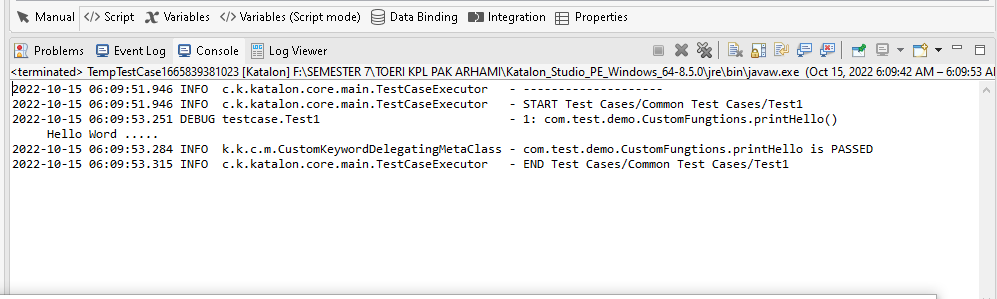 Manual </> Script Variables </> Variables (Script mode) Data Binding Integration Properties
Problems Event Log Console Log Viewer
<terminated> TempTestCase1665839381023 [Katalon] F:\SEMESTER 7\TOERI KPL PAK ARHAMI\Katalon_Studio_PE_Windows_64-8.5.0\jre\bin\javaw.exe (Oct 15, 2022 6:09:42 AM – 6:09:53 AM
2022-10-15 06:09:51.946 INFO c.k.katalon.core.main.TestCaseExecutor - --------------------
2022-10-15 06:09:51.946 INFO c.k.katalon.core.main.TestCaseExecutor - START Test Cases/Common Test Cases/Test1
2022-10-15 06:09:53.251 DEBUG testcase.Test1 - 1: com.test.demo.CustomFungtions.printHello()
Hello Word .....
2022-10-15 06:09:53.284 INFO k.k.c.m.CustomKeywordDelegatingMetaClass - com.test.demo.CustomFungtions.printHello is PASSED
2022-10-15 06:09:53.315 INFO c.k.katalon.core.main.TestCaseExecutor - END Test Cases/Common Test Cases/Test1